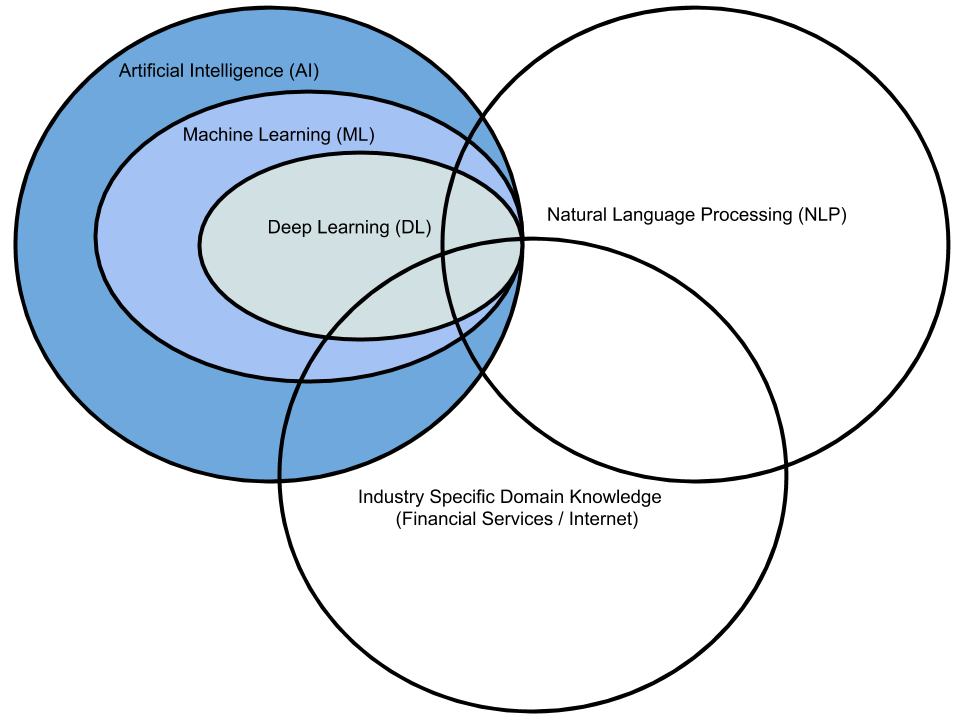 Artificial Intelligence (AI)
Machine Learning (ML)
Deep Learning (DL)
Natural Language Processing (NLP)
Industry Specific Domain Knowledge
(Financial Services / Internet)